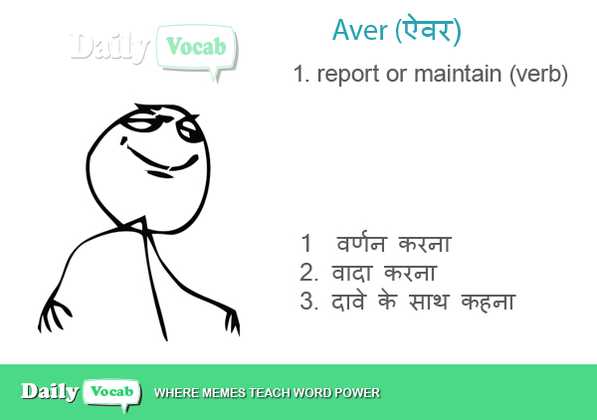 Daily Vocab
Aver (ऐवर)
1. report or maintain (verb)
1 वर्णन करना
2. वादा करना
3. दावे के साथ कहना
Daily Vocab WHERE MEMES TEACH WORD POWER